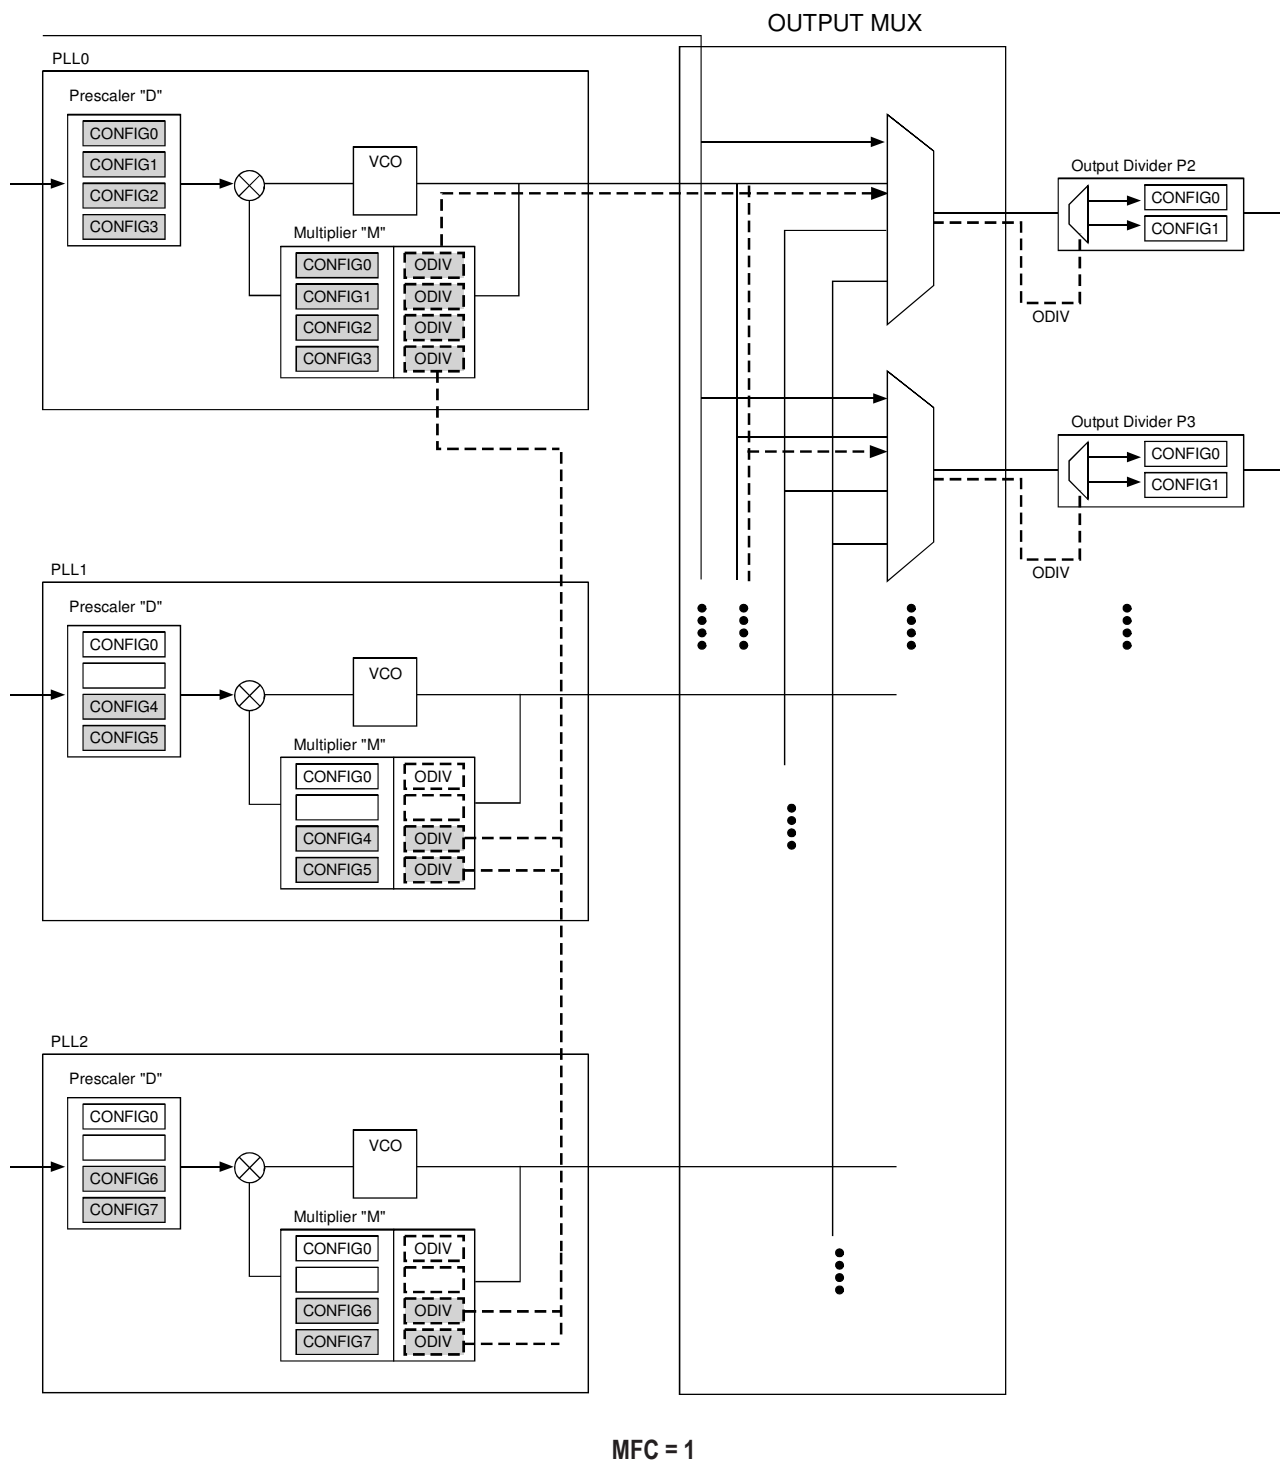 OUTPUT MUX
PLL0
Prescaler "D"
CONFIG0
CONFIG1
CONFIG2
CONFIG3
VCO
Multiplier "M"
CONFIG0 ODIV
CONFIG1 ODIV
CONFIG2 ODIV
CONFIG3 ODIV
Output Divider P2
CONFIG0
CONFIG1
ODIV
Output Divider P3
CONFIG0
CONFIG1
ODIV
PLL1
Prescaler "D"
CONFIG0
CONFIG4
CONFIG5
VCO
Multiplier "M"
CONFIG0 ODIV
CONFIG4 ODIV
CONFIG5 ODIV
PLL2
Prescaler "D"
CONFIG0
CONFIG6
CONFIG7
VCO
Multiplier "M"
CONFIG0 ODIV
CONFIG6 ODIV
CONFIG7 ODIV
MFC = 1